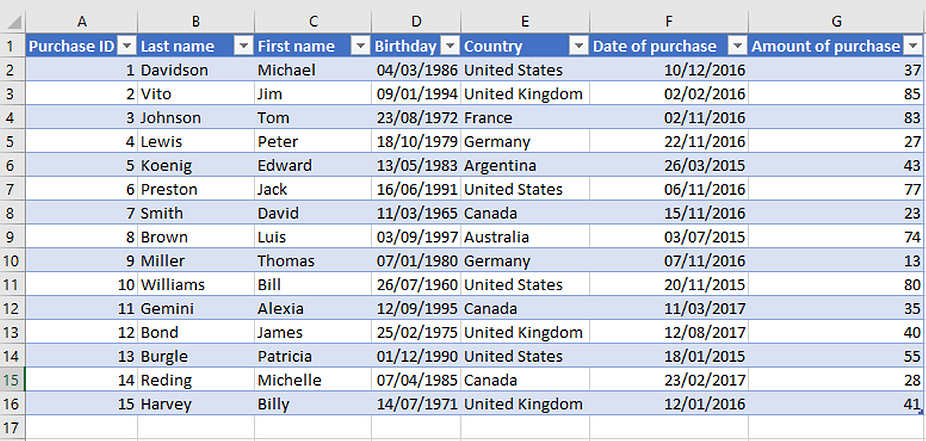 A B C D E F G
1 Purchase ID Last name First name Birthday Country Date of purchase Amount of purchase
2 1 Davidson Michael 04/03/1986 United States 10/12/2016 37
3 2 Vito Jim 09/01/1994 United Kingdom 02/02/2016 85
4 3 Johnson Tom 23/08/1972 France 02/11/2016 83
5 4 Lewis Peter 18/10/1979 Germany 22/11/2016 27
6 5 Koenig Edward 13/05/1983 Argentina 26/03/2015 43
7 6 Preston Jack 16/06/1991 United States 06/11/2016 77
8 7 Smith David 11/03/1965 Canada 15/11/2016 23
9 8 Brown Luis 03/09/1997 Australia 03/07/2015 74
10 9 Miller Thomas 07/01/1980 Germany 07/11/2016 13
11 10 Williams Bill 26/07/1960 United States 20/11/2015 80
12 11 Gemini Alexia 12/09/1995 Canada 11/03/2017 35
13 12 Bond James 25/02/1975 United Kingdom 12/08/2017 40
14 13 Burgle Patricia 01/12/1990 United States 18/01/2015 55
15 14 Reding Michelle 07/04/1985 Canada 23/02/2017 28
16 15 Harvey Billy 14/07/1971 United Kingdom 12/01/2016 41
17